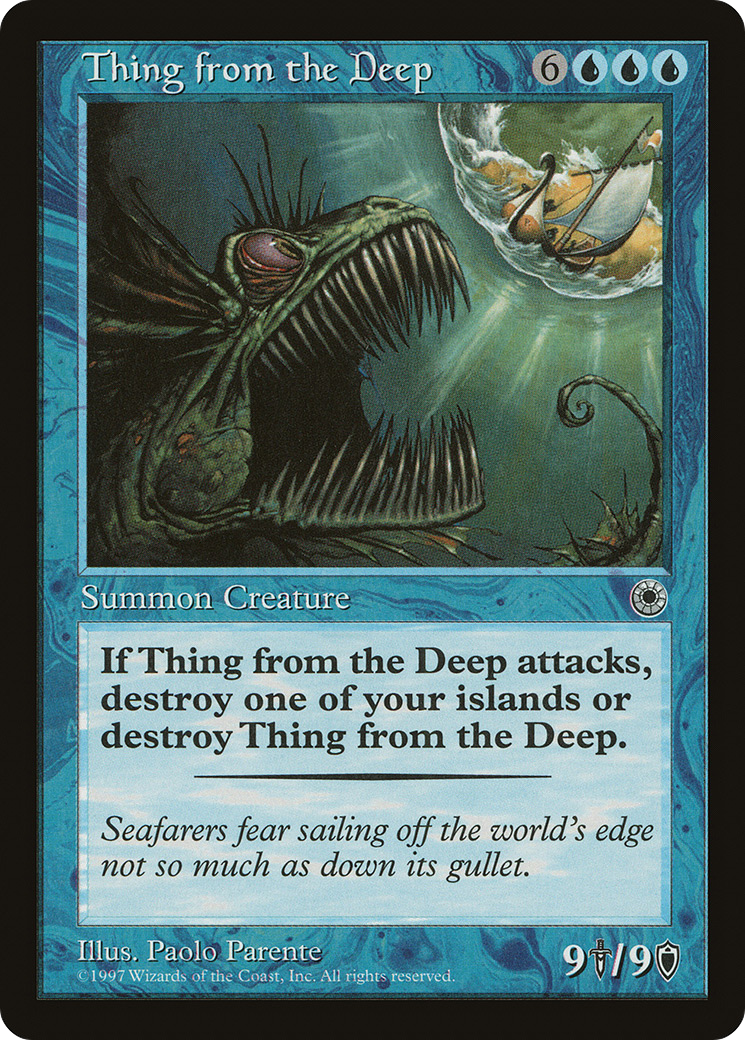 Thing from the Deep 6
Summon Creature
If Thing from the Deep attacks,
destroy one of your islands or
destroy Thing from the Deep.
Seafarers fear sailing off the world's edge
not so much as down its gullet.
Illus. Paolo Parente
©1997 Wizards of the Coast, Inc. All rights reserved.
9/9